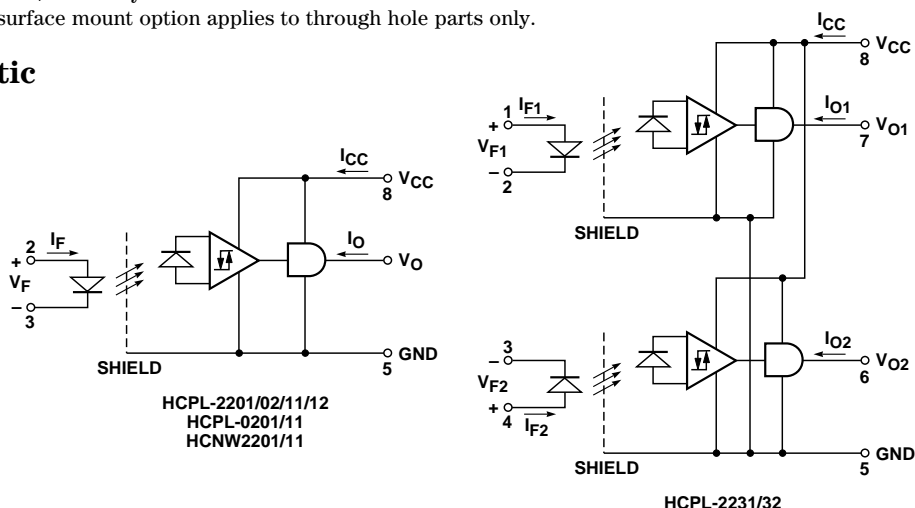 surface mount option applies to through hole parts only.
tic
ICC
VCC
8
IF
2
+
VF
–
3
IO
VO
SHIELD
GND
5
HCPL-2201/02/11/12
HCPL-0201/11
HCNW2201/11
ICC
VCC
8
1
IF1
+
VF1
–
2
IO1
VO1
7
SHIELD
3
–
VF2
+
4
IF2
IO2
VO2
6
SHIELD
GND
5
HCPL-2231/32